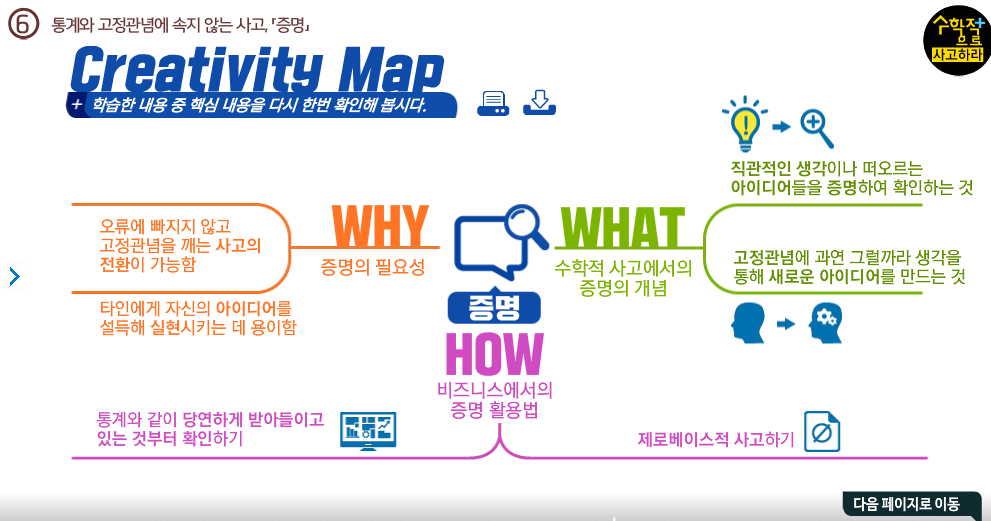 ⑥ 통계와 고정관념에 속지 않는 사고, 「증명」
수학적+
으로
사고하라
Creativity Map
+ 학습한 내용 중 핵심 내용을 다시 한번 확인해 봅시다.
직관적인 생각이나 떠오르는
아이디어들을 증명하여 확인하는 것
WHY
증명의 필요성
오류에 빠지지 않고
고정관념을 깨는 사고의
전환이 가능함
타인에게 자신의 아이디어를
설득해 실현시키는 데 용이함
WHAT
수학적 사고에서의
증명의 개념
고정관념에 과연 그럴까라 생각을
통해 새로운 아이디어를 만드는 것
증명
HOW
비즈니스에서의
증명 활용법
통계와 같이 당연하게 받아들이고
있는 것부터 확인하기
제로베이스적 사고하기
다음 페이지로 이동